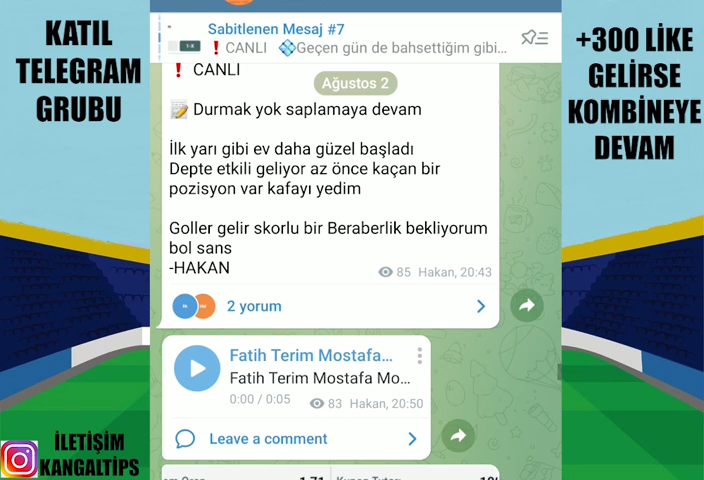 KATIL
TELEGRAM
GRUBU
+300 LİKE
GELİRSE
KOMBİNEYE
DEVAM
Sabitlenen Mesaj #7
1-X
❗ CANLI 💠Geçen gün de bahsettiğim gibi...
❗ CANLI
Ağustos 2
📝 Durmak yok saplamaya devam
İlk yarı gibi ev daha güzel başladı
Depte etkili geliyor az önce kaçan bir
pozisyon var kafayı yedim
Goller gelir skorlu bir Beraberlik bekliyorum
bol sans
-HAKAN
85 Hakan, 20:43
2 yorum
Fatih Terim Mostafa...
Fatih Terim Mostafa Mo...
0:00 / 0:05 83 Hakan, 20:50
Leave a comment
İLETİŞİM
KANGALTİPS